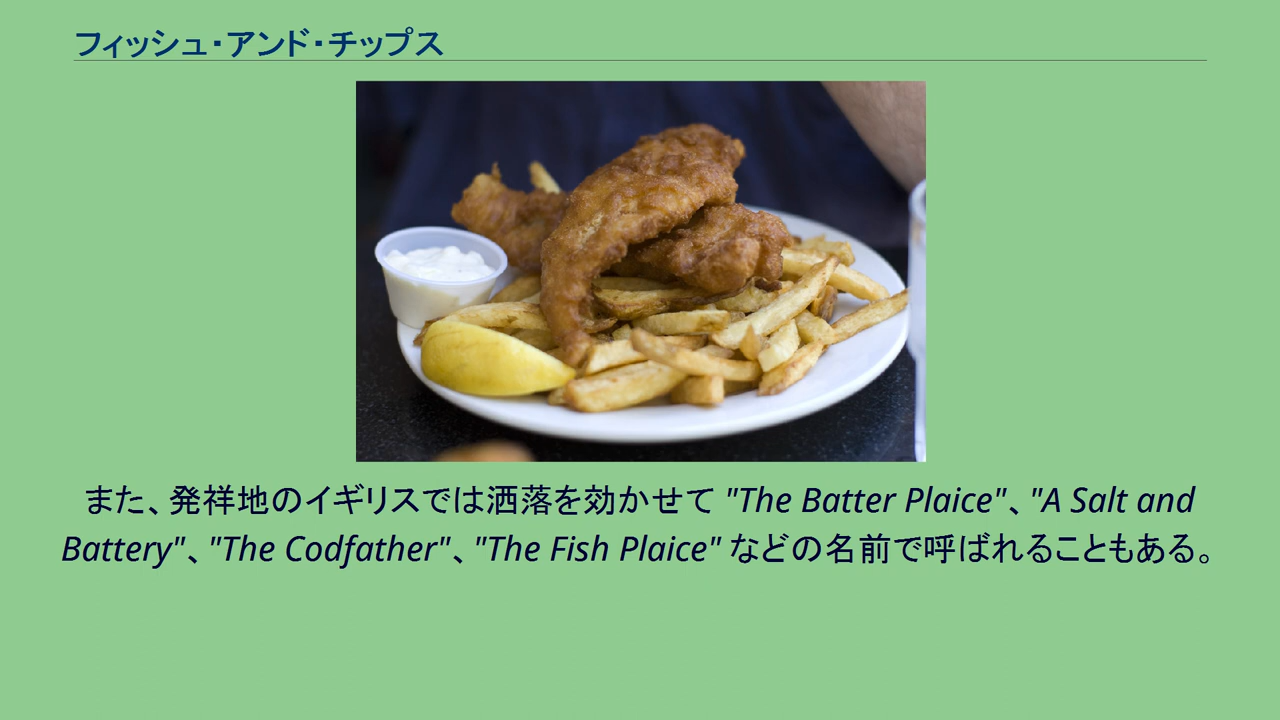 フィッシュ・アンド・チップス
また、発祥地のイギリスでは洒落を効かせて "The Batter Plaice"、"A Salt and
Battery"、"The Codfather"、"The Fish Plaice" などの名前で呼ばれることもある。